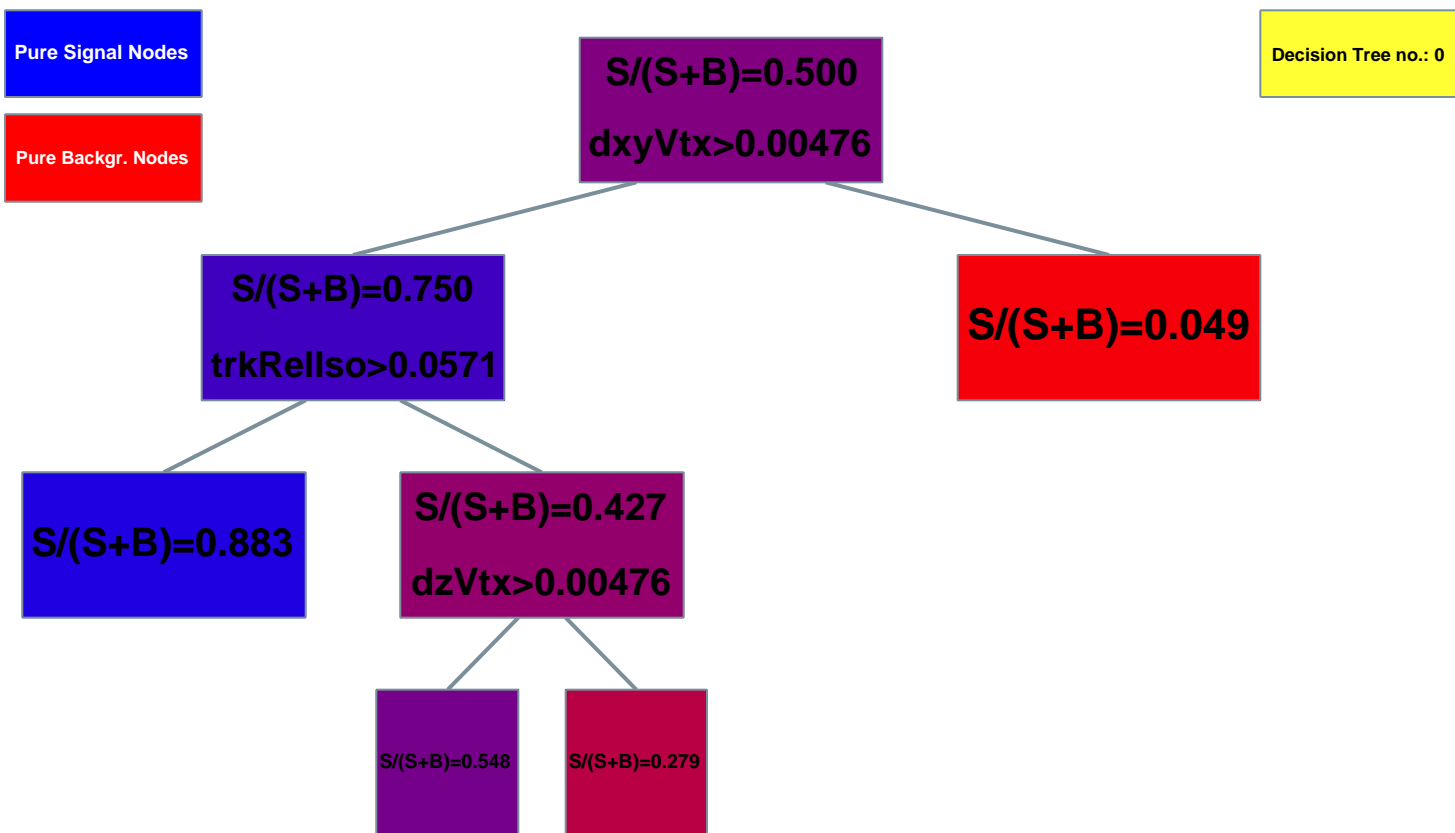 Pure Signal Nodes
Pure Backgr. Nodes
Decision Tree no.: 0
S/(S+B)=0.500
dxyVtx>0.00476
S/(S+B)=0.750
trkRelIso>0.0571
S/(S+B)=0.049
S/(S+B)=0.883
S/(S+B)=0.427
dzVtx>0.00476
S/(S+B)=0.548
S/(S+B)=0.279